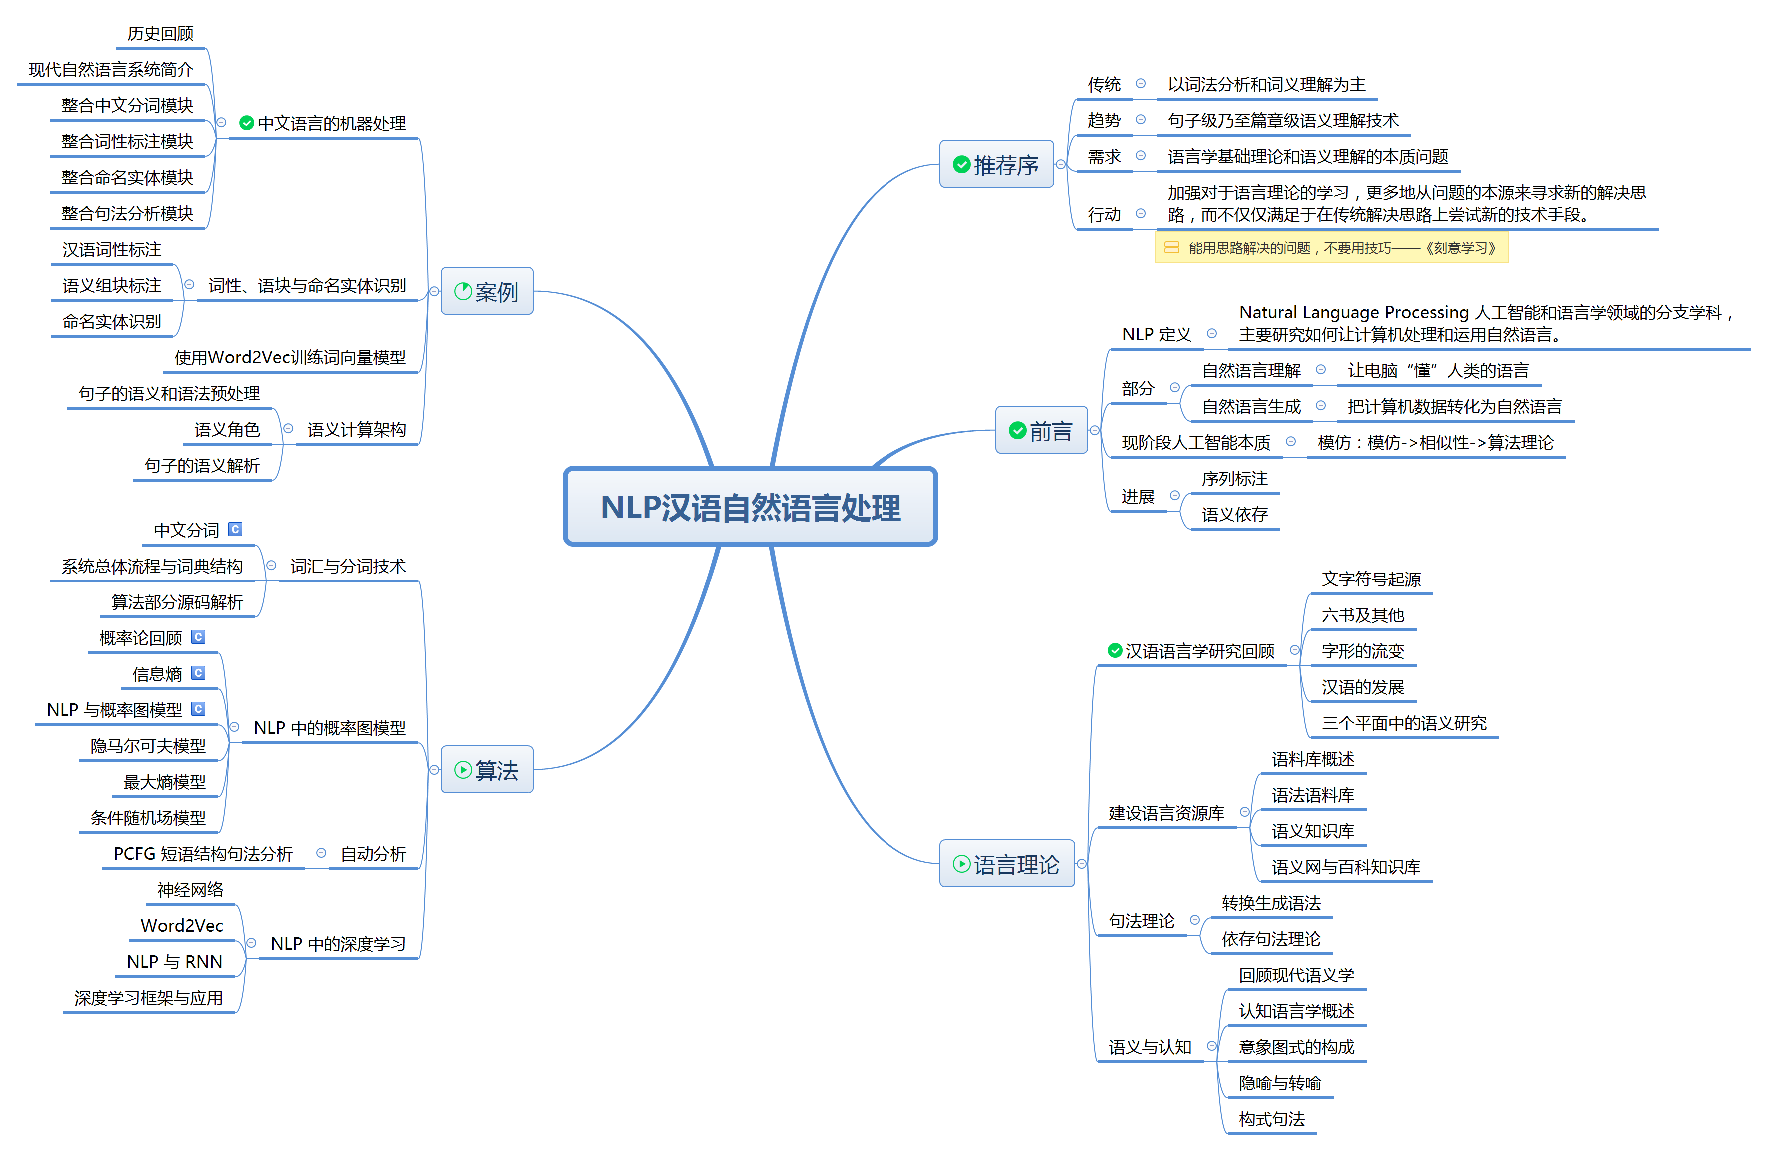 NLP汉语自然语言处理
推荐序
传统
以词法分析和词义理解为主
趋势
句子级乃至篇章级语义理解技术
需求
语言学基础理论和语义理解的本质问题
行动
加强对于语言理论的学习，更多地从问题的本源来寻求新的解决思
路，而不仅仅满足于在传统解决思路上尝试新的技术手段。
能用思路解决的问题，不要用技巧——《刻意学习》
前言
NLP 定义
Natural Language Processing 人工智能和语言学领域的分支学科，
主要研究如何让计算机处理和运用自然语言。
部分
自然语言理解
让电脑“懂”人类的语言
自然语言生成
把计算机数据转化为自然语言
现阶段人工智能本质
模仿：模仿->相似性->算法理论
进展
序列标注
语义依存
语言理论
汉语语言学研究回顾
文字符号起源
六书及其他
字形的流变
汉语的发展
三个平面中的语义研究
建设语言资源库
语料库概述
语法语料库
语义知识库
语义网与百科知识库
句法理论
转换生成语法
依存句法理论
语义与认知
回顾现代语义学
认知语言学概述
意象图式的构成
隐喻与转喻
构式句法
案例
中文语言的机器处理
历史回顾
现代自然语言系统简介
整合中文分词模块
整合词性标注模块
整合命名实体模块
整合句法分析模块
词性、语块与命名实体识别
汉语词性标注
语义组块标注
命名实体识别
使用Word2Vec训练词向量模型
语义计算架构
句子的语义和语法预处理
语义角色
句子的语义解析
算法
词汇与分词技术
中文分词 C
系统总体流程与词典结构
算法部分源码解析
NLP 中的概率图模型
概率论回顾 C
信息熵 C
NLP 与概率图模型 C
隐马尔可夫模型
最大熵模型
条件随机场模型
自动分析
PCFG 短语结构句法分析
NLP 中的深度学习
神经网络
Word2Vec
NLP 与 RNN
深度学习框架与应用